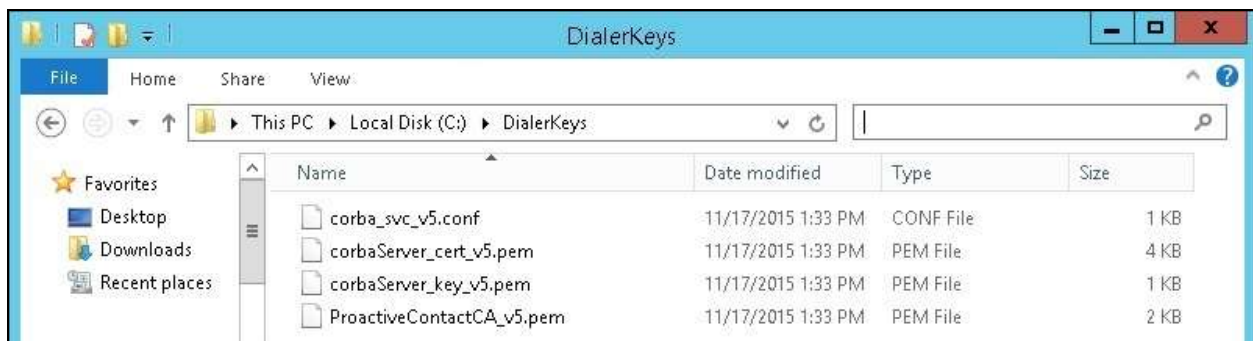 DialerKeys
File Home Share View
This PC Local Disk (C:) DialerKeys
Favorites
Desktop
Downloads
Recent places
Name Date modified Type Size
corba_svc_v5.conf 11/17/2015 1:33 PM CONF File 1 KB
corbaServer_cert_v5.pem 11/17/2015 1:33 PM PEM File 4 KB
corbaServer_key_v5.pem 11/17/2015 1:33 PM PEM File 1 KB
ProactiveContactCA_v5.pem 11/17/2015 1:33 PM PEM File 2 KB